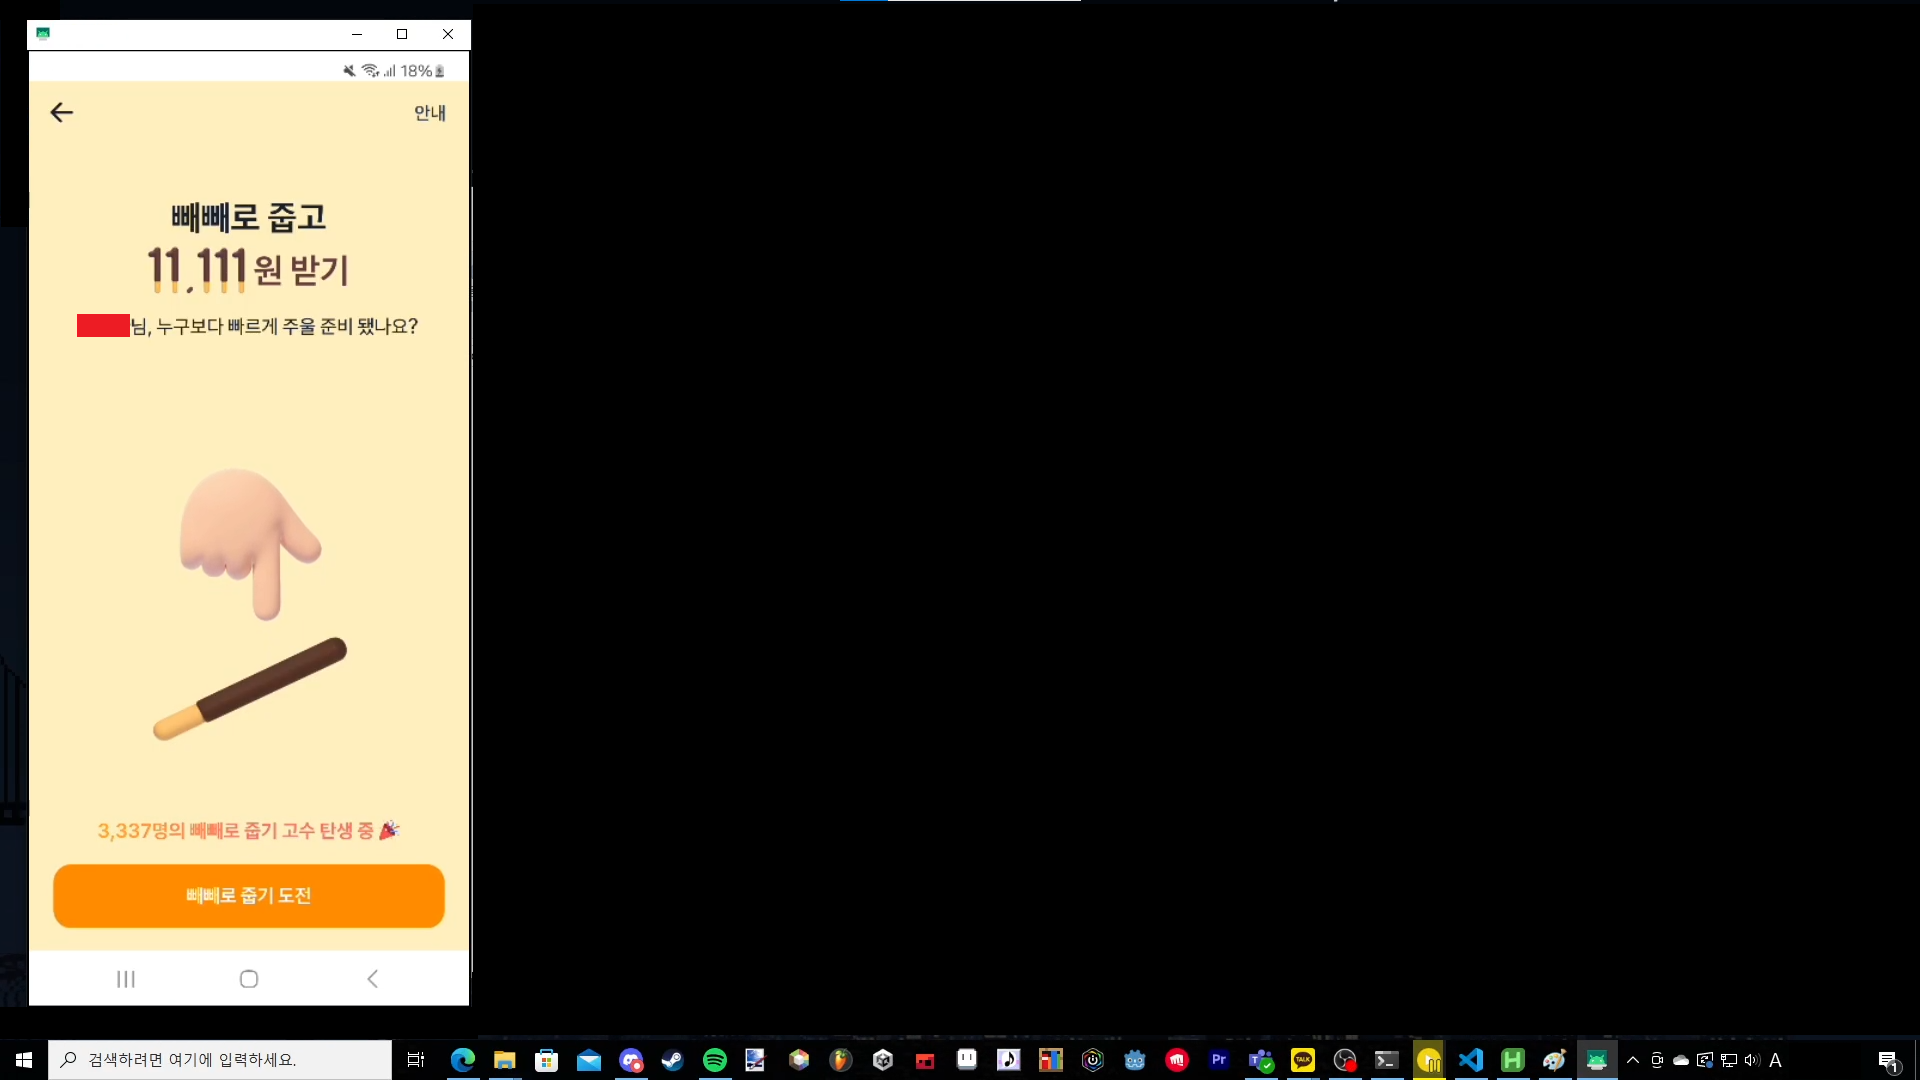 18%
안내
빼빼로 줍고
11,111원 받기
님, 누구보다 빠르게 주울 준비 됐나요?
3,337명의 빼빼로 줍기 고수 탄생 중
빼빼로 줍기 도전
검색하려면 여기에 입력하세요.
Pr
TALK
A
1